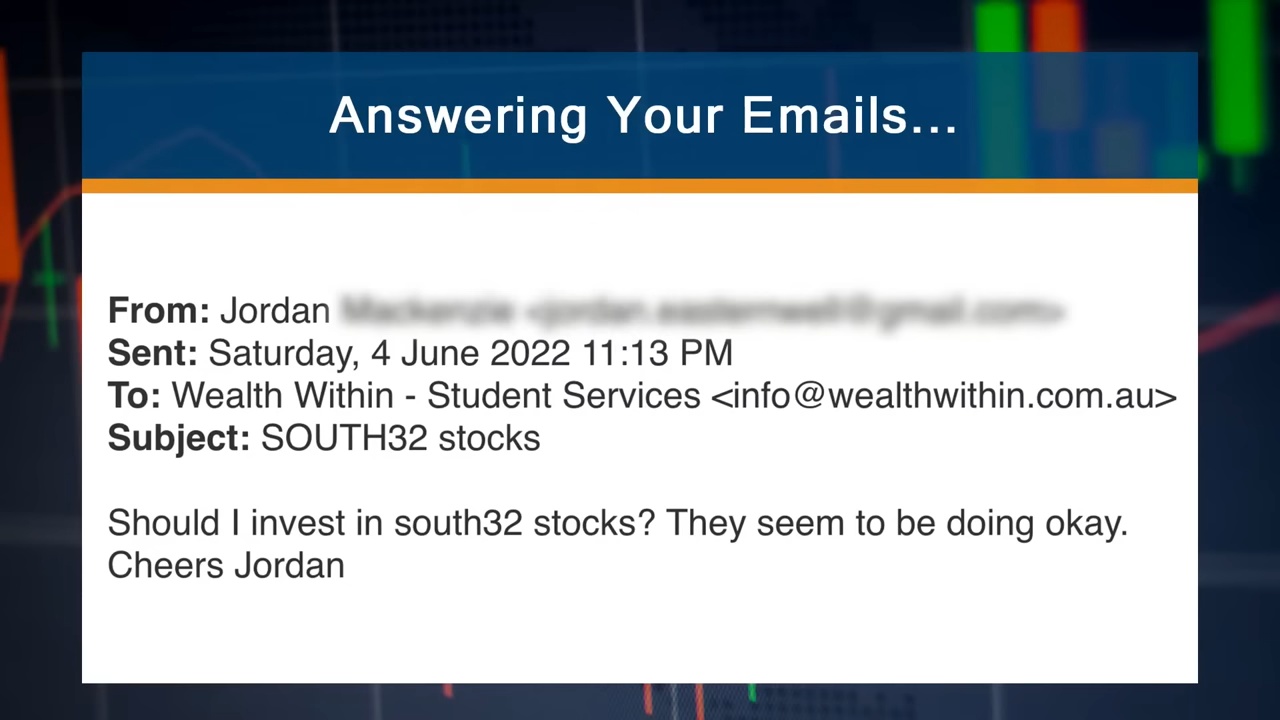 Answering Your Emails...
From: Jordan
Sent: Saturday, 4 June 2022 11:13 PM
To: Wealth Within - Student Services <info@wealthwithin.com.au>
Subject: SOUTH32 stocks
Should I invest in south32 stocks? They seem to be doing okay.
Cheers Jordan